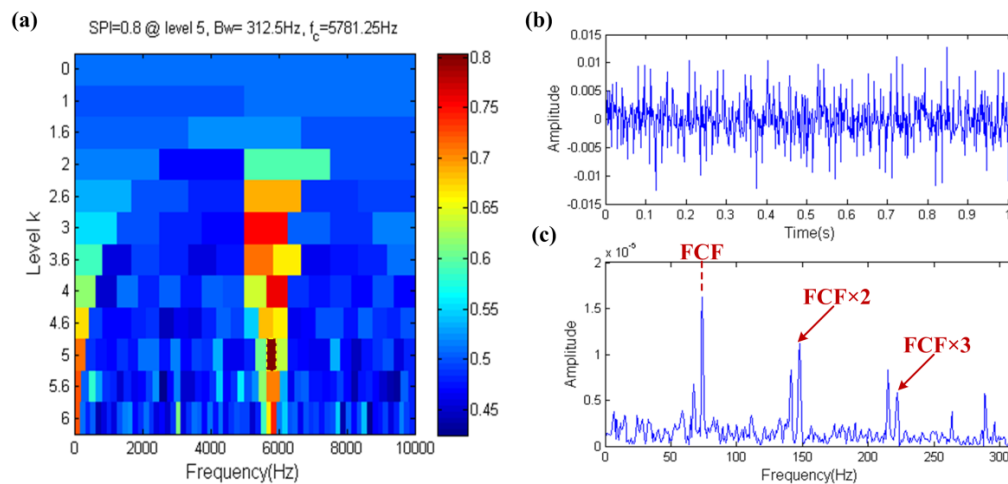 (a)
SPI=0.8 @ level 5, Bw= 312.5Hz, f_c=5781.25Hz
Level k
0
1
1.6
2
2.6
3
3.6
4
4.6
5
5.6
6
0 2000 4000 6000 8000 10000
Frequency(Hz)
0.8
0.75
0.7
0.65
0.6
0.55
0.5
0.45
(b)
Amplitude
0.015
0.01
0.005
0
-0.005
-0.01
-0.015
0 0.1 0.2 0.3 0.4 0.5 0.6 0.7 0.8 0.9 1
Time(s)
(c)
x 10^-5
Amplitude
2
1.5
1
0.5
0
FCF
FCF×2
FCF×3
0 50 100 150 200 250 300
Frequency(Hz)